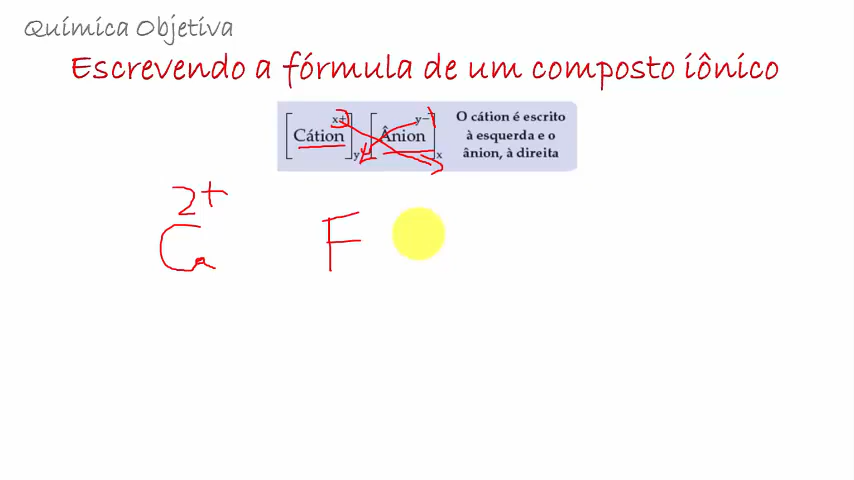 Química Objetiva
Escrevendo a fórmula de um composto iônico
[Cátion x+]y [Ânion y-]x
O cátion é escrito
à esquerda e o
ânion, à direita
Ca 2+ F